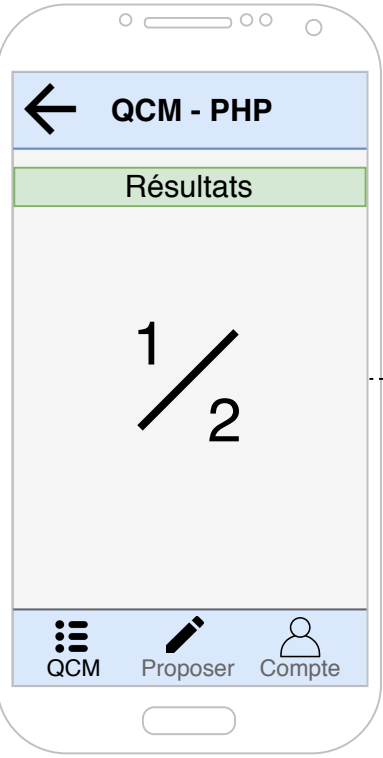 QCM - PHP
Résultats
1/2
QCM Proposer Compte